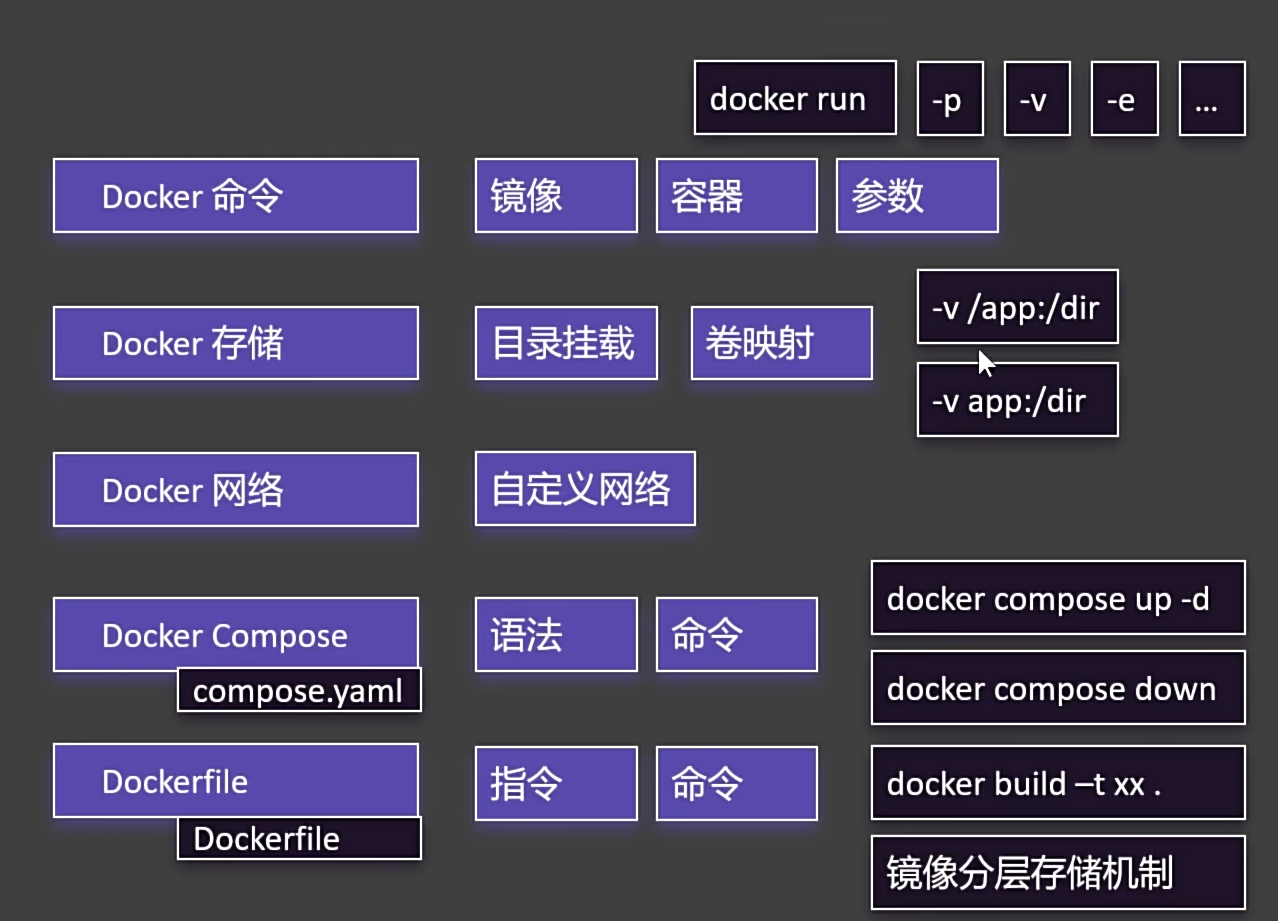 docker run -p -v -e ...
Docker 命令 镜像 容器 参数
-v /app:/dir
Docker 存储 目录挂载 卷映射
-v app:/dir
Docker 网络 自定义网络
docker compose up -d
Docker Compose 语法 命令
compose.yaml docker compose down
Dockerfile 指令 命令 docker build –t xx .
Dockerfile
镜像分层存储机制